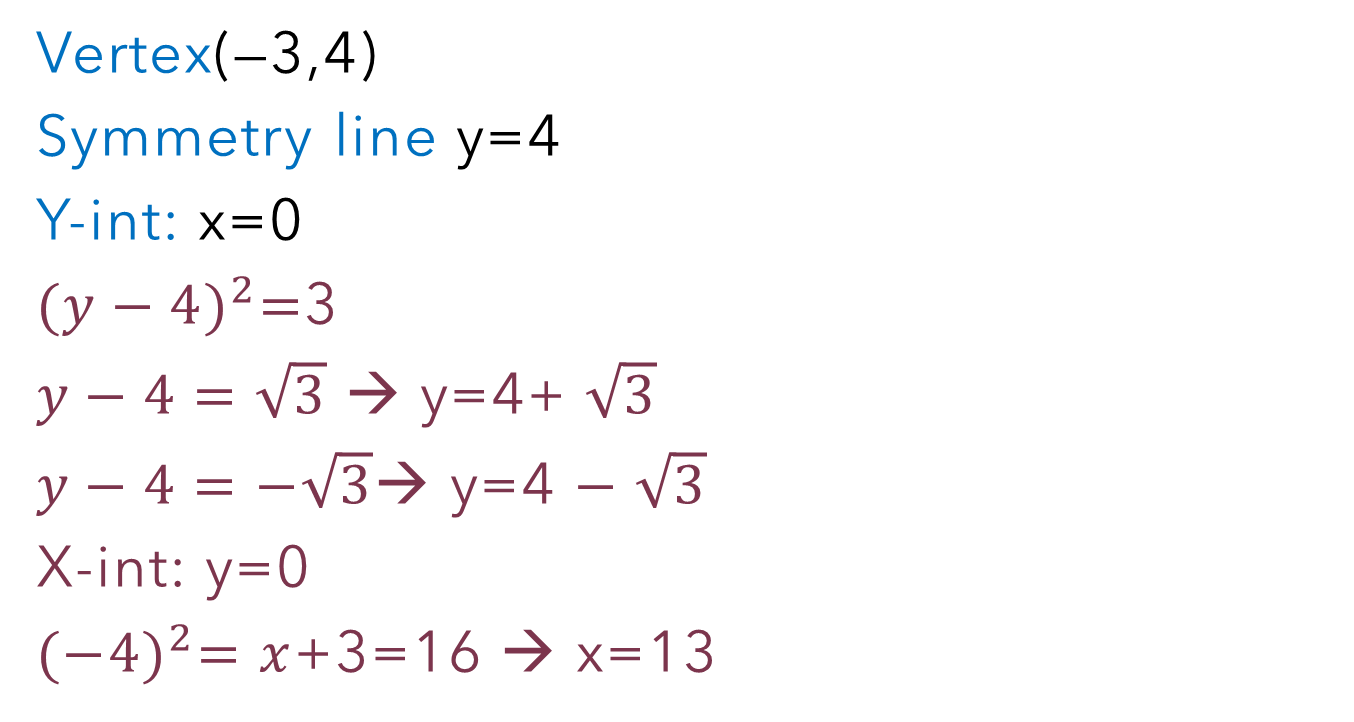 Vertex(−3,4)
Symmetry line y=4
Y-int: x=0
(y − 4)²=3
y − 4 = √3 → y=4+ √3
y − 4 = −√3→ y=4 − √3
X-int: y=0
(−4)²= x+3=16 → x=13